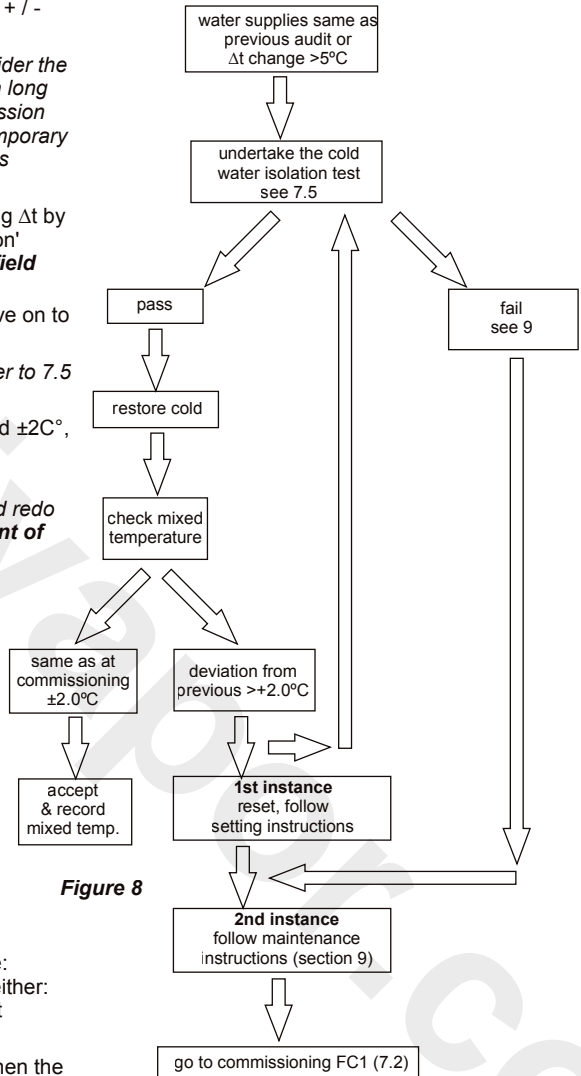 + / -
ider the
n long
ssion
mporary
s
g Δt by
on'
field
ve on to
er to 7.5
d ±2C°,
d redo
nt of
e:
either:
t
hen the
water supplies same as
previous audit or
Δt change >5ºC
undertake the cold
water isolation test
see 7.5
pass
fail
see 9
restore cold
check mixed
temperature
same as at
commissioning
±2.0ºC
deviation from
previous >+2.0ºC
accept
& record
mixed temp.
1st instance
reset, follow
setting instructions
Figure 8
2nd instance
follow maintenance
instructions (section 9)
go to commissioning FC1 (7.2)